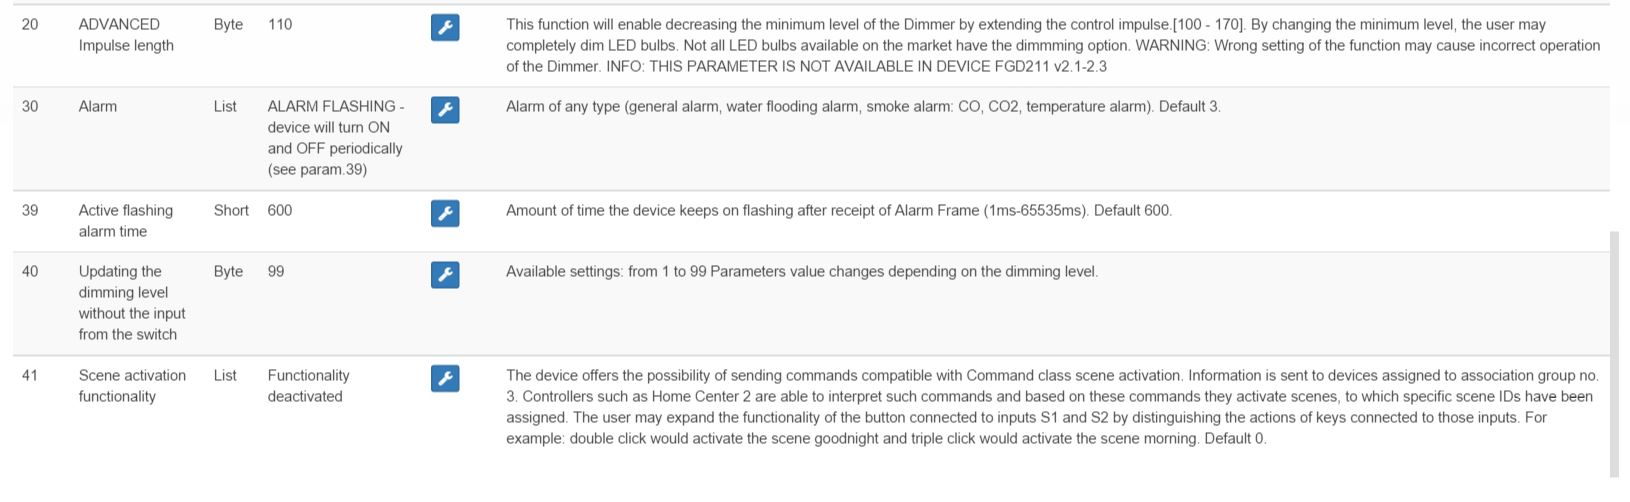 20 ADVANCED Byte 110 This function will enable decreasing the minimum level of the Dimmer by extending the control impulse.[100 - 170]. By changing the minimum level, the user may
Impulse length completely dim LED bulbs. Not all LED bulbs available on the market have the dimmming option. WARNING: Wrong setting of the function may cause incorrect operation
of the Dimmer. INFO: THIS PARAMETER IS NOT AVAILABLE IN DEVICE FGD211 v2.1-2.3
30 Alarm List ALARM FLASHING - Alarm of any type (general alarm, water flooding alarm, smoke alarm: CO, CO2, temperature alarm). Default 3.
device will turn ON
and OFF periodically
(see param.39)
39 Active flashing Short 600 Amount of time the device keeps on flashing after receipt of Alarm Frame (1ms-65535ms). Default 600.
alarm time
40 Updating the Byte 99 Available settings: from 1 to 99 Parameters value changes depending on the dimming level.
dimming level
without the input
from the switch
41 Scene activation List Functionality The device offers the possibility of sending commands compatible with Command class scene activation. Information is sent to devices assigned to association group no.
functionality deactivated 3. Controllers such as Home Center 2 are able to interpret such commands and based on these commands they activate scenes, to which specific scene IDs have been
assigned. The user may expand the functionality of the button connected to inputs S1 and S2 by distinguishing the actions of keys connected to those inputs. For
example: double click would activate the scene goodnight and triple click would activate the scene morning. Default 0.